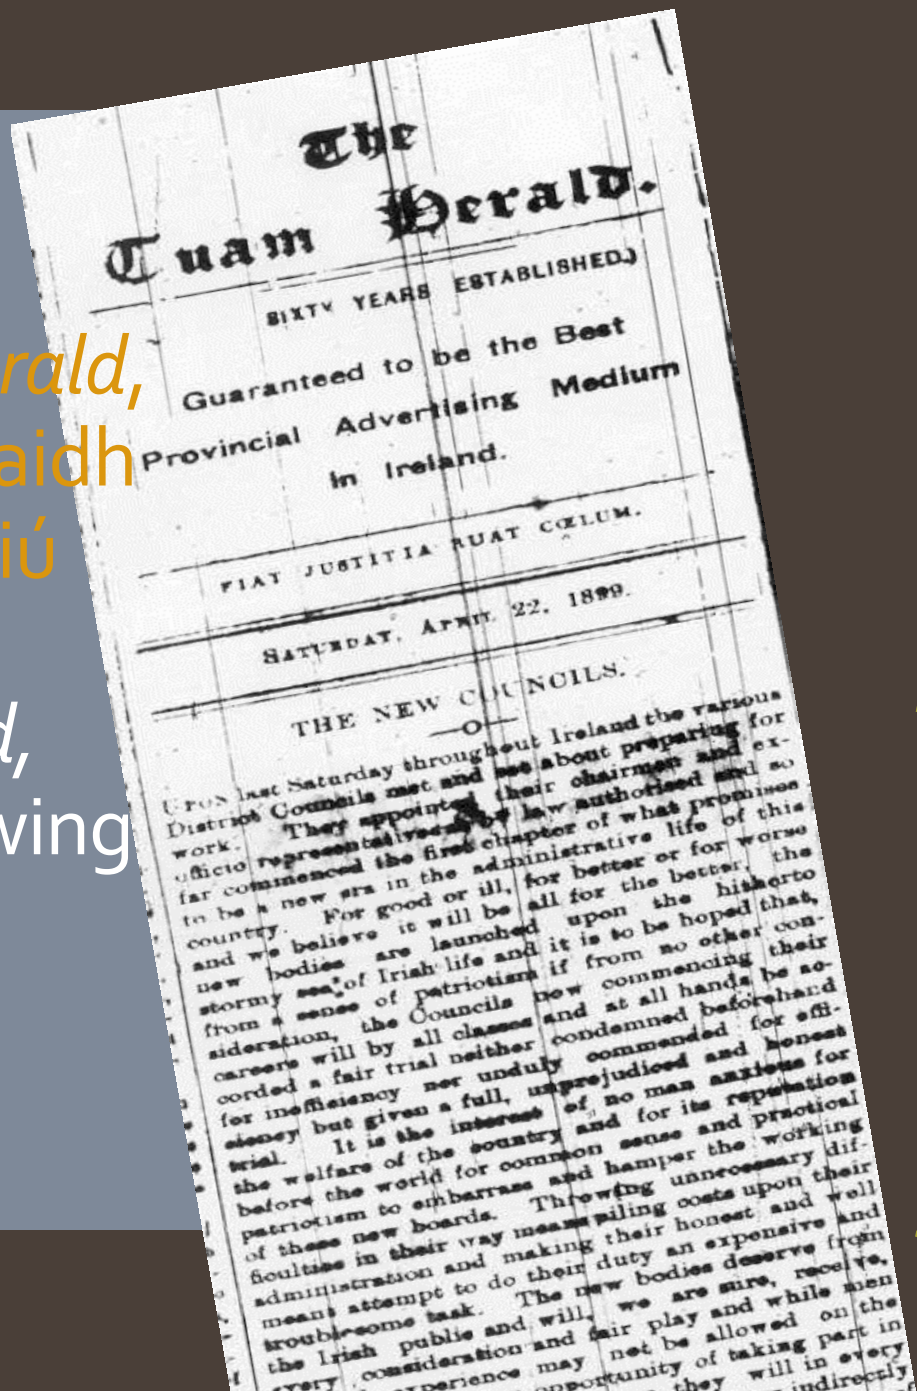 The
Tuam Herald.
SIXTY YEARS ESTABLISHED.)
Guaranteed to be the Best
Provincial Advertising Medium
in Ireland.
FIAT JUSTITIA RUAT CŒLUM.
SATURDAY, APRIL 22, 1899.
THE NEW COUNCILS.
UPON last Saturday throughout Ireland the various
District Councils met and set about preparing for
work. They appointed their chairmen and ex-
officio representatives as law authorised and so
far commenced the first chapter of what promises
to be a new era in the administrative life of this
country. For good or ill, for better or for worse
and we believe it will be all for the better, the
new bodies are launched upon the hitherto
stormy sea of Irish life and it is to be hoped that,
from a sense of patriotism if from no other con-
sideration, the Councils now commencing their
careers will by all classes and at all hands be ac-
corded a fair trial neither condemned beforehand
for inefficiency nor unduly commended for effi-
ciency but given a full, unprejudiced and honest
trial. It is the interest of no man anxious for
the welfare of the country and for its reputation
before the world for common sense and practical
patriotism to embarrass and hamper the working
of these new boards. Throwing unnecessary dif-
ficulties in their way means piling costs upon their
administration and making their honest and well
meant attempt to do their duty an expensive and
troublesome task. The new bodies deserve from
the Irish public and will, we are sure, receive,
every consideration and fair play and while men
experience may not be allowed on the
opportunity of taking part in
they will in every
indirectly
rald,
aidh
iú
d,
wing